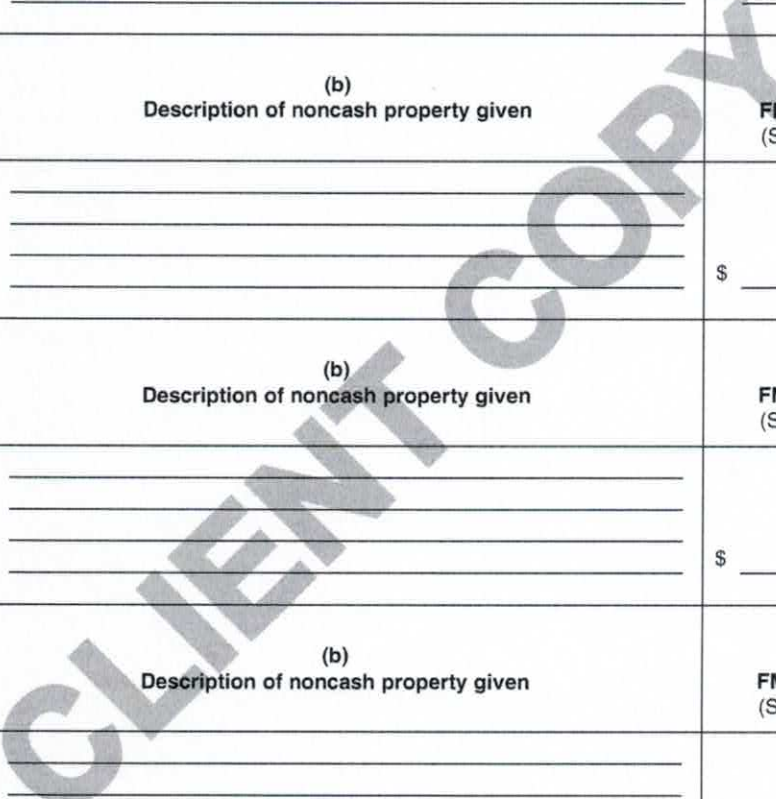 (b)
Description of noncash property given
$
(b)
Description of noncash property given
$
(b)
Description of noncash property given
CLIENT COPY